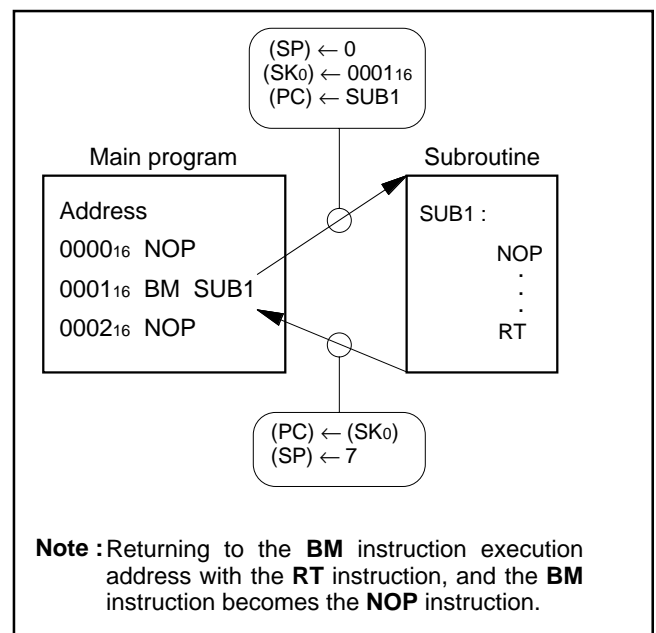 (SP) ← 0
(SK₀) ← 0001₁₆
(PC) ← SUB1
Main program
Subroutine
Address
0000₁₆ NOP
0001₁₆ BM SUB1
0002₁₆ NOP
SUB1 :
NOP
·
·
·
RT
(PC) ← (SK₀)
(SP) ← 7
Note : Returning to the BM instruction execution
address with the RT instruction, and the BM
instruction becomes the NOP instruction.